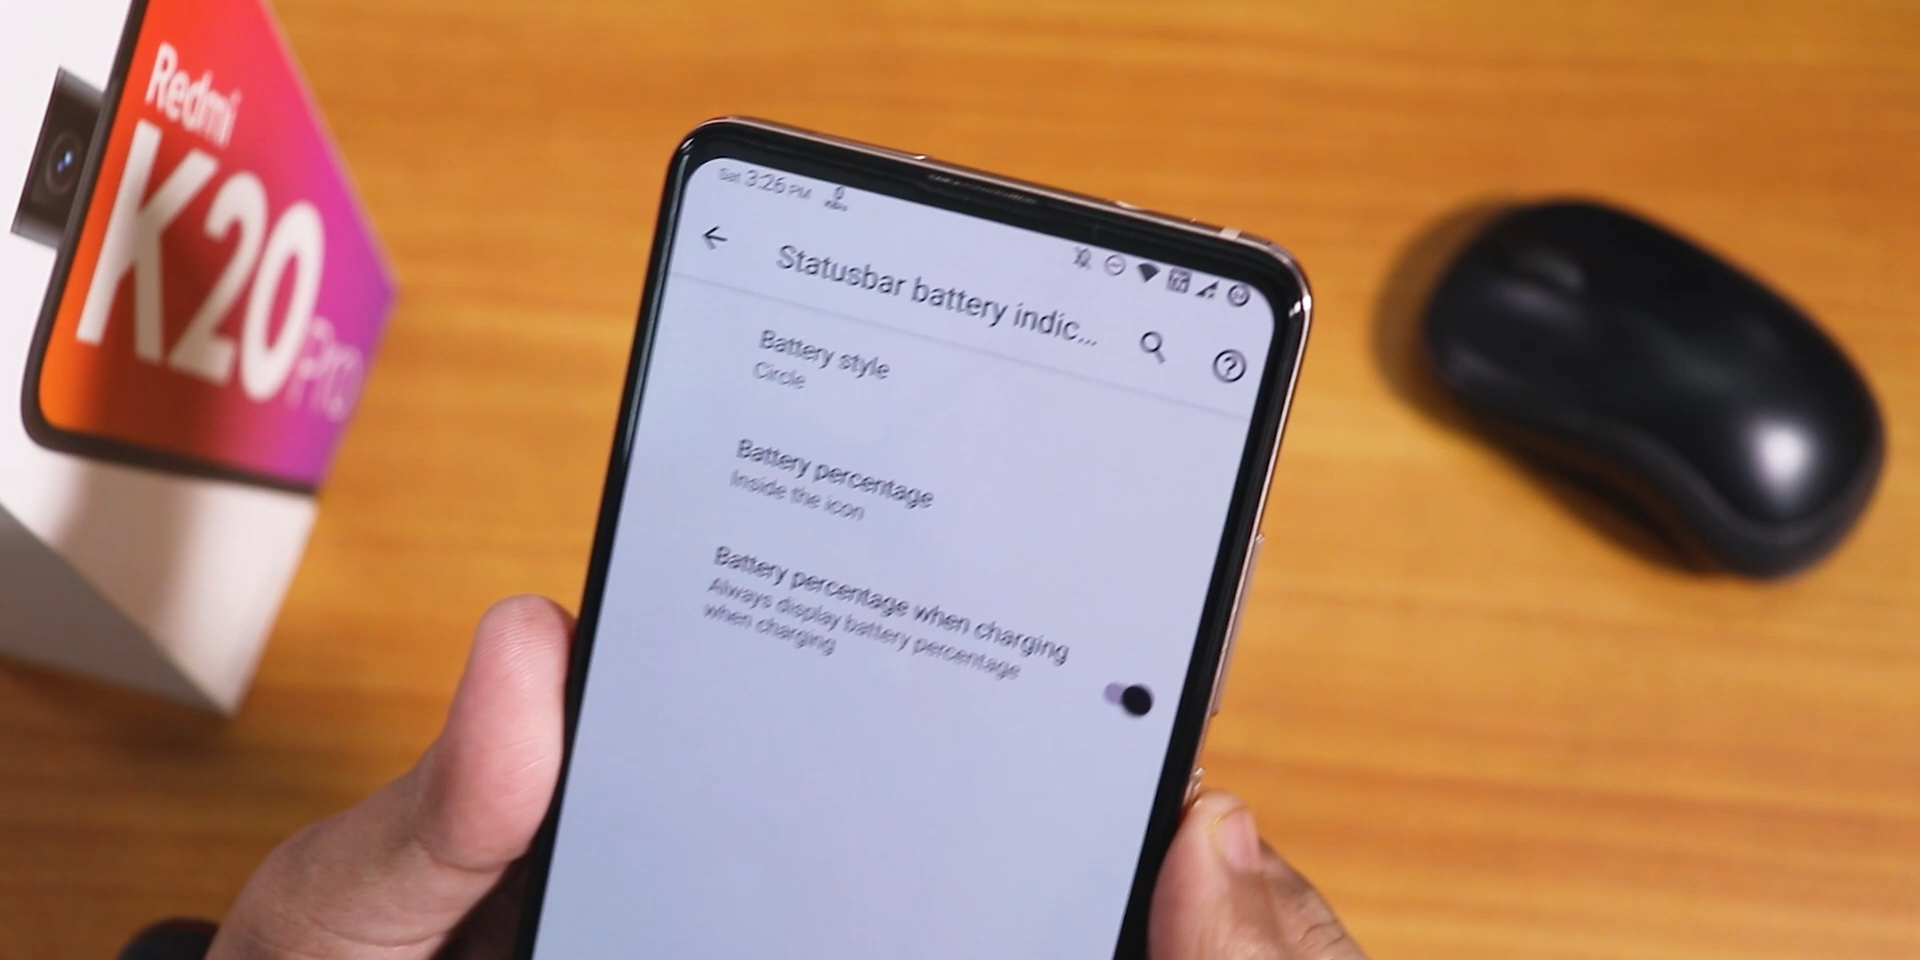 Redmi
K20 Pro
Sat 3:26 PM
Statusbar battery indic...
Battery style
Circle
Battery percentage
Inside the icon
Battery percentage when charging
Always display battery percentage
when charging